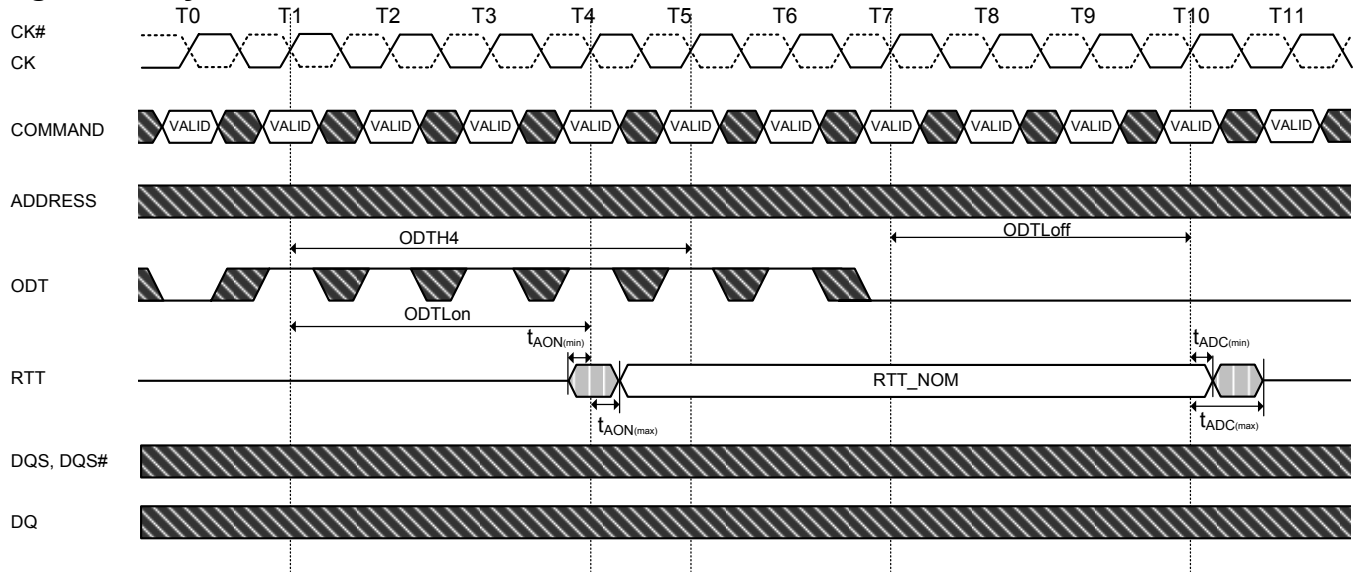 T0 T1 T2 T3 T4 T5 T6 T7 T8 T9 T10 T11
CK#
CK
COMMAND VALID VALID VALID VALID VALID VALID VALID VALID VALID VALID VALID VALID
ADDRESS
ODTH4 ODTLoff
ODT
ODTLon
tAON(min) tADC(min)
RTT RTT_NOM
tAON(max) tADC(max)
DQS, DQS#
DQ